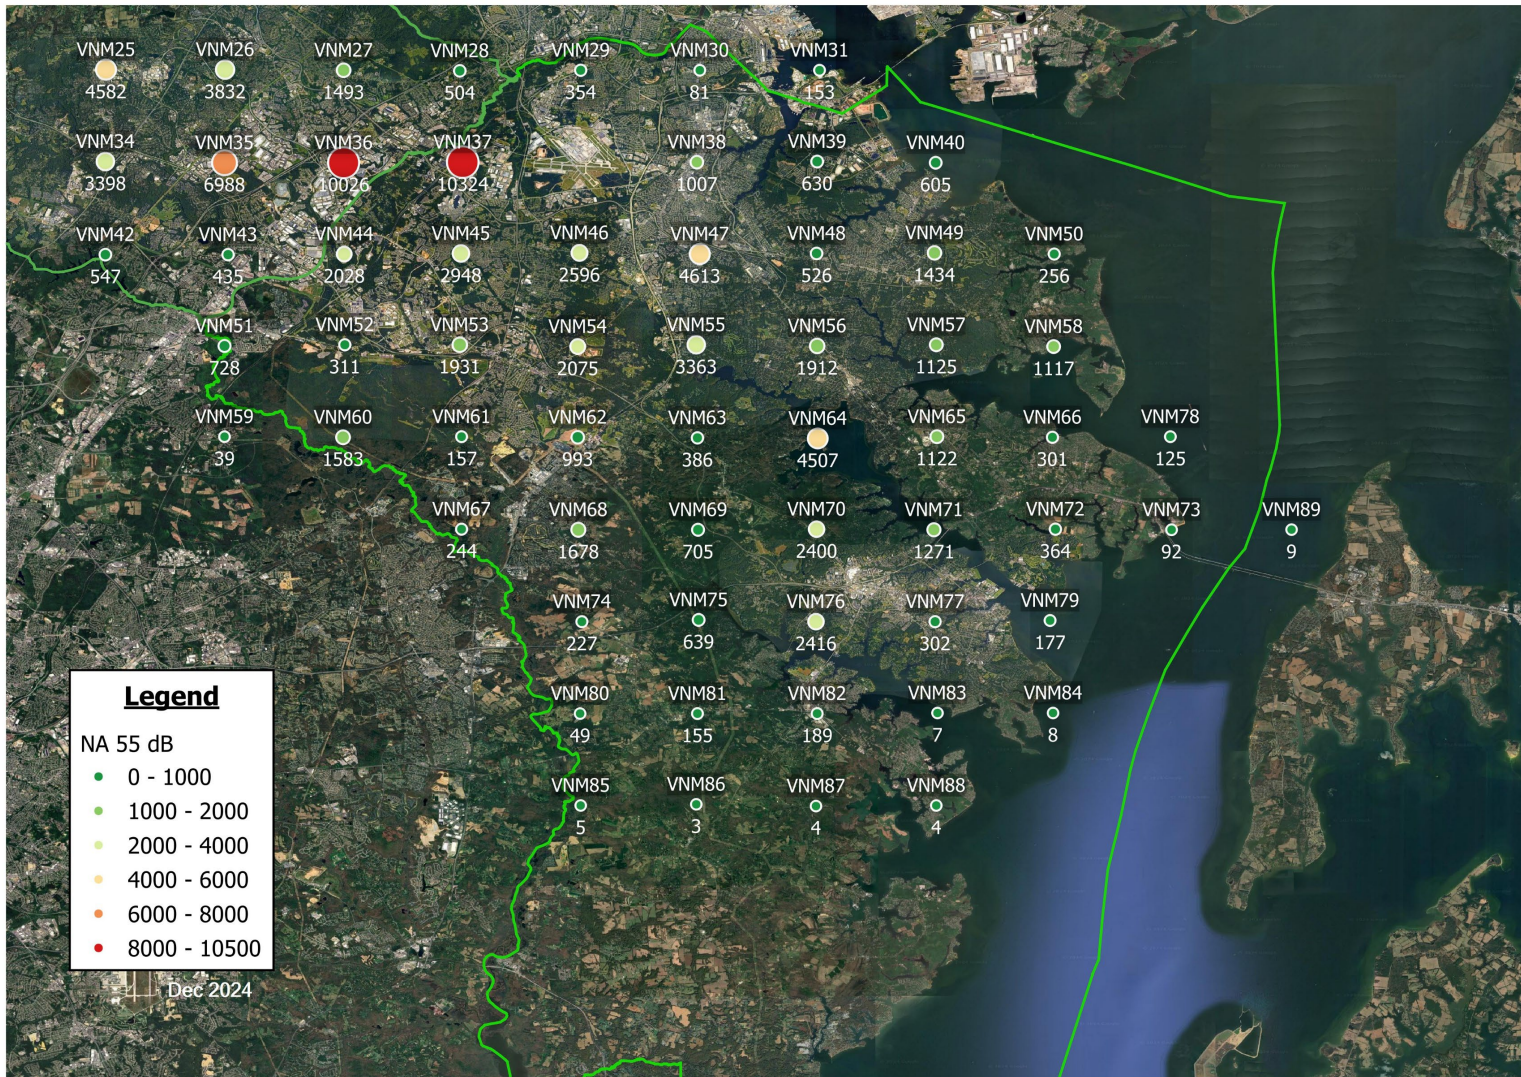 VNM25 VNM26 VNM27 VNM28 VNM29 VNM30 VNM31
4582 3832 1493 504 354 81 153
VNM34 VNM35 VNM36 VNM37 VNM38 VNM39 VNM40
3398 6988 10026 10324 1007 630 605
VNM42 VNM43 VNM44 VNM45 VNM46 VNM47 VNM48 VNM49 VNM50
547 435 2028 2948 2596 4613 526 1434 256
VNM51 VNM52 VNM53 VNM54 VNM55 VNM56 VNM57 VNM58
728 311 1931 2075 3363 1912 1125 1117
VNM59 VNM60 VNM61 VNM62 VNM63 VNM64 VNM65 VNM66 VNM78
39 1583 157 993 386 4507 1122 301 125
VNM67 VNM68 VNM69 VNM70 VNM71 VNM72 VNM73 VNM89
244 1678 705 2400 1271 364 92 9
VNM74 VNM75 VNM76 VNM77 VNM79
227 639 2416 302 177
VNM80 VNM81 VNM82 VNM83 VNM84
49 155 189 7 8
VNM85 VNM86 VNM87 VNM88
5 3 4 4
Legend
NA 55 dB
0 - 1000
1000 - 2000
2000 - 4000
4000 - 6000
6000 - 8000
8000 - 10500
Dec 2024